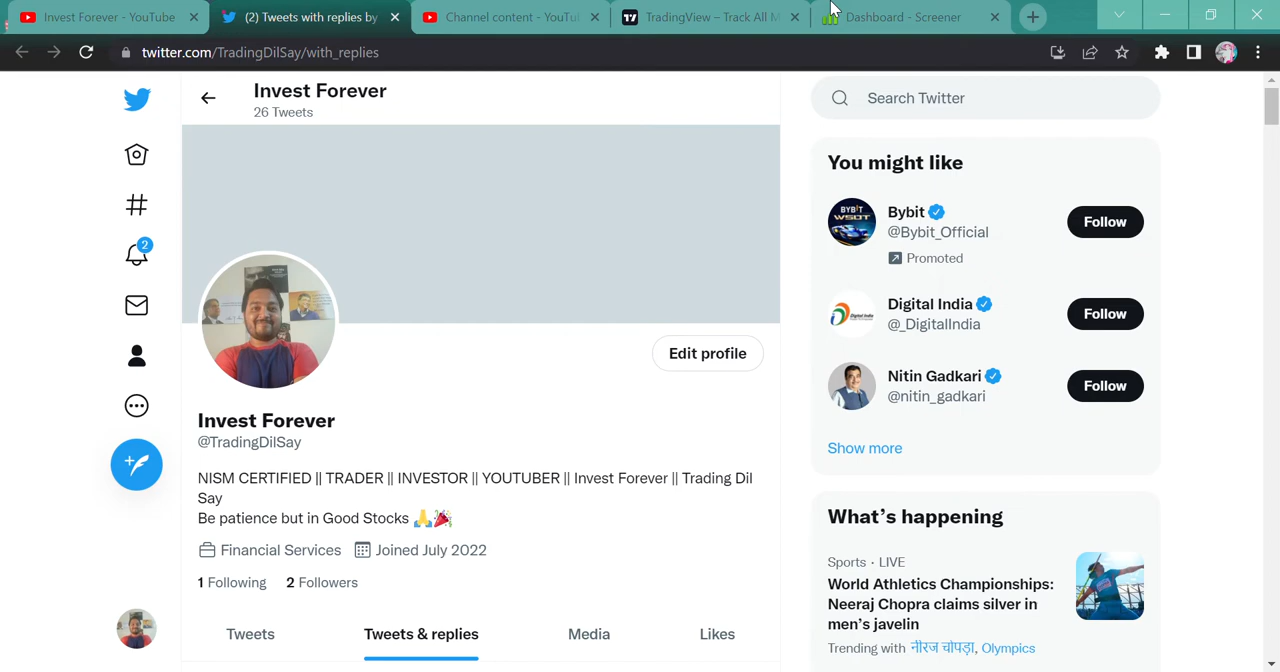 Invest Forever - YouTube
(2) Tweets with replies by
Channel content - YouTu
TradingView – Track All M
Dashboard - Screener
twitter.com/TradingDilSay/with_replies
Invest Forever
26 Tweets
Search Twitter
You might like
BYBIT
WSOT
Bybit
@Bybit_Official
Promoted
Follow
Digital India
Digital India
@_DigitalIndia
Follow
Nitin Gadkari
@nitin_gadkari
Follow
Show more
2
Edit profile
Invest Forever
@TradingDilSay
NISM CERTIFIED || TRADER || INVESTOR || YOUTUBER || Invest Forever || Trading Dil
Say
Be patience but in Good Stocks 🙏🎉
Financial Services Joined July 2022
1 Following 2 Followers
Tweets Tweets & replies Media Likes
What’s happening
Sports · LIVE
World Athletics Championships:
Neeraj Chopra claims silver in
men’s javelin
Trending with नीरज चोपड़ा, Olympics